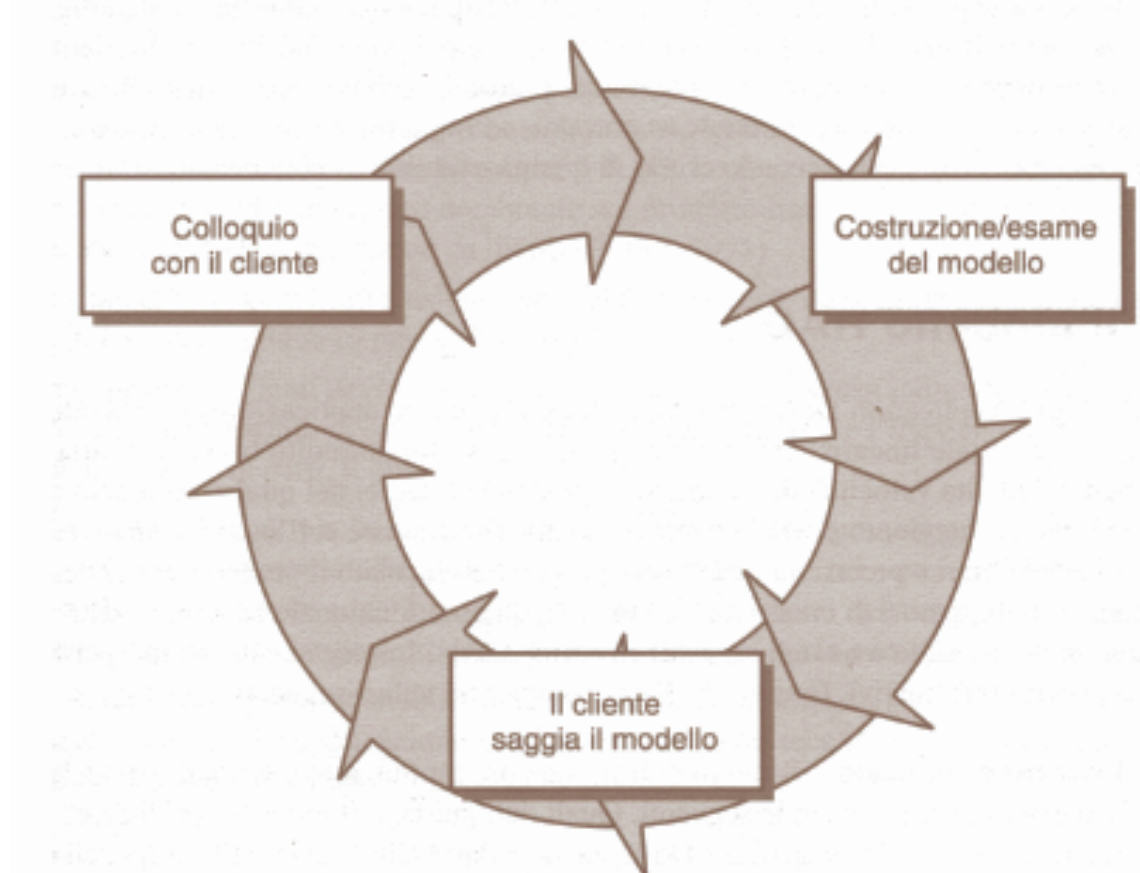 Colloquio
con il cliente
Costruzione/esame
del modello
Il cliente
saggia il modello